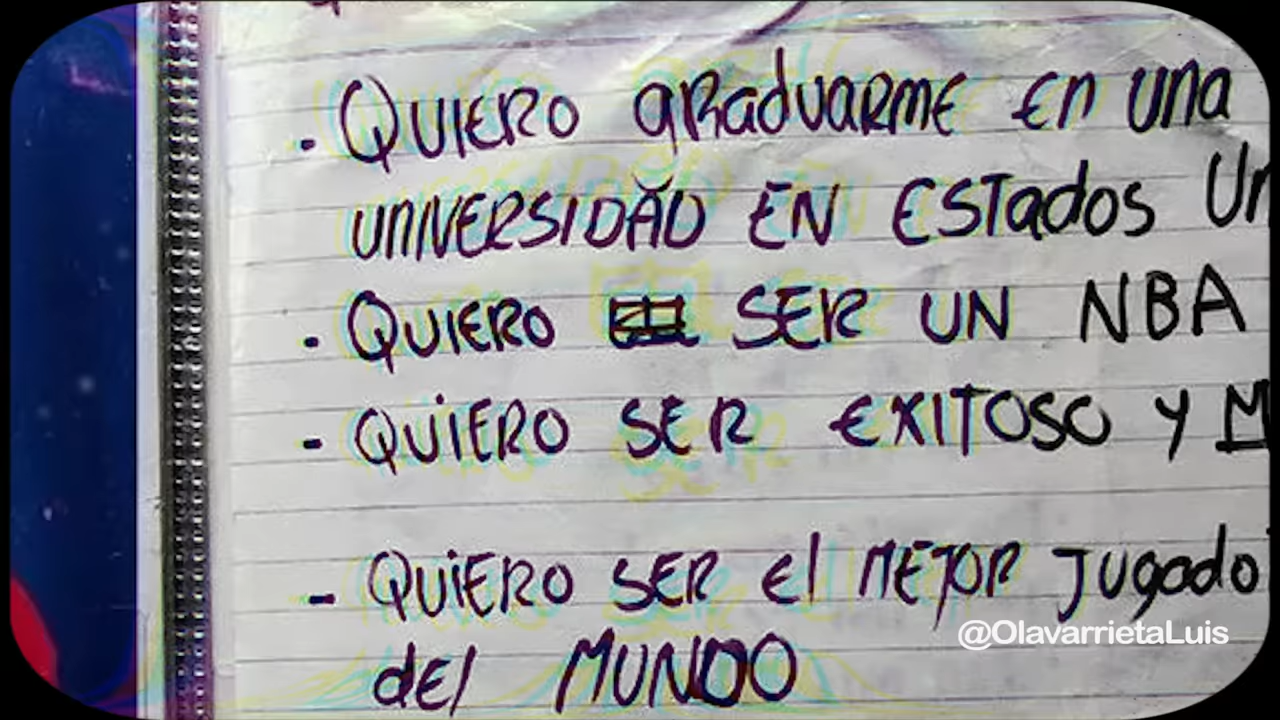 - QUIERO GRaduarme en una
UNIVERSIDAD EN ESTados Un
- QUIERO SER UN NBA
- QUIERO SER EXITOSO Y M
- QUIERO SER El MEJOR Jugado
del MUNDO
@OlavarrietaLuis